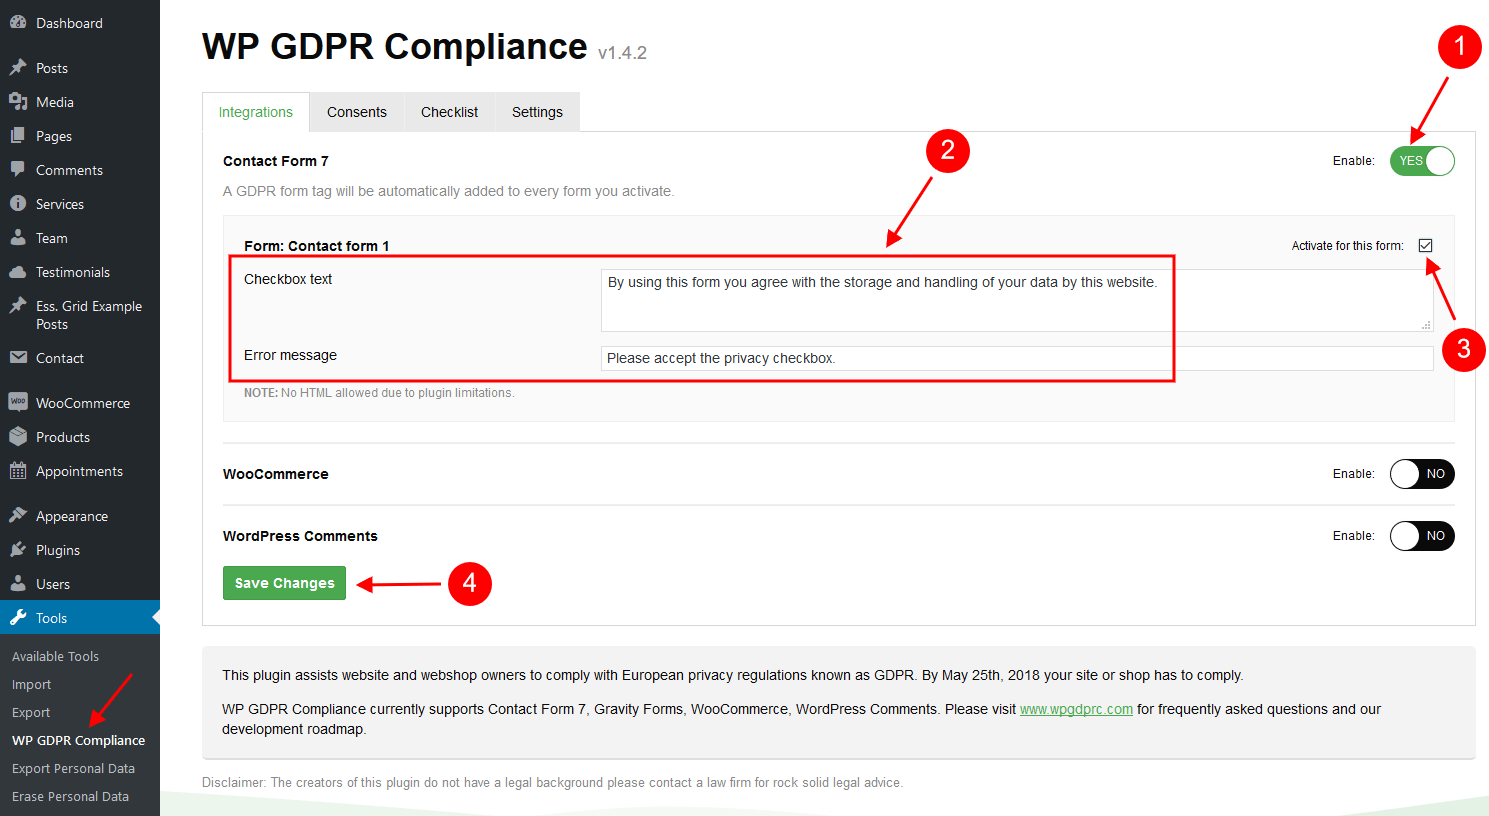 Dashboard
Posts
Media
Pages
Comments
Services
Team
Testimonials
Ess. Grid Example
Posts
Contact
WOO WooCommerce
Products
Appointments
Appearance
Plugins
Users
Tools
Available Tools
Import
Export
WP GDPR Compliance
Export Personal Data
Erase Personal Data
WP GDPR Compliance v1.4.2
1
Integrations Consents Checklist Settings
2
Contact Form 7 Enable: YES
A GDPR form tag will be automatically added to every form you activate.
Form: Contact form 1 Activate for this form:
Checkbox text By using this form you agree with the storage and handling of your data by this website.
3
Error message Please accept the privacy checkbox.
NOTE: No HTML allowed due to plugin limitations.
WooCommerce Enable: NO
WordPress Comments Enable: NO
Save Changes 4
This plugin assists website and webshop owners to comply with European privacy regulations known as GDPR. By May 25th, 2018 your site or shop has to comply.
WP GDPR Compliance currently supports Contact Form 7, Gravity Forms, WooCommerce, WordPress Comments. Please visit www.wpgdprc.com for frequently asked questions and our
development roadmap.
Disclaimer: The creators of this plugin do not have a legal background please contact a law firm for rock solid legal advice.